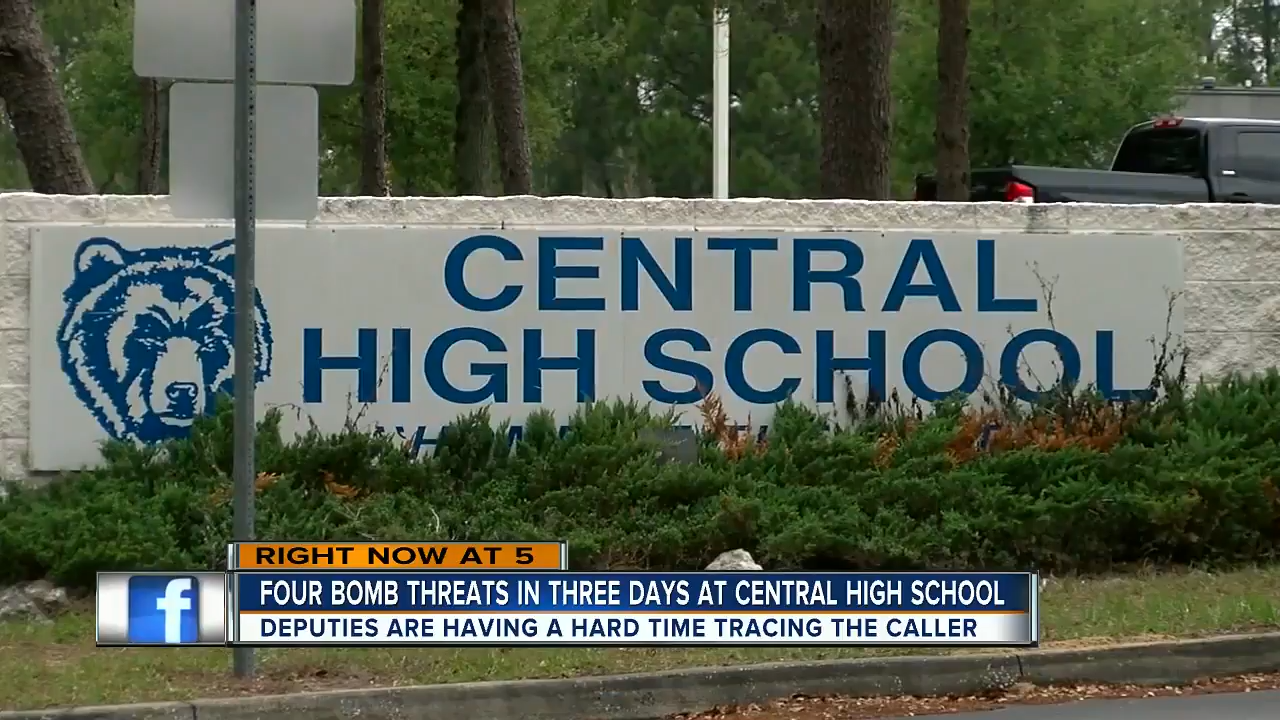 CENTRAL
HIGH SCHOOL
RIGHT NOW AT 5
f
FOUR BOMB THREATS IN THREE DAYS AT CENTRAL HIGH SCHOOL
DEPUTIES ARE HAVING A HARD TIME TRACING THE CALLER